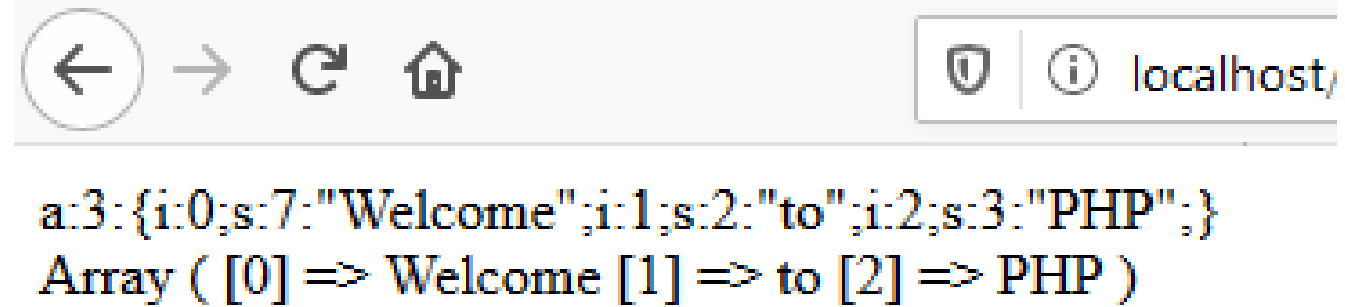 localhost/
a:3:{i:0;s:7:"Welcome";i:1;s:2:"to";i:2;s:3:"PHP";}
Array ( [0] => Welcome [1] => to [2] => PHP )